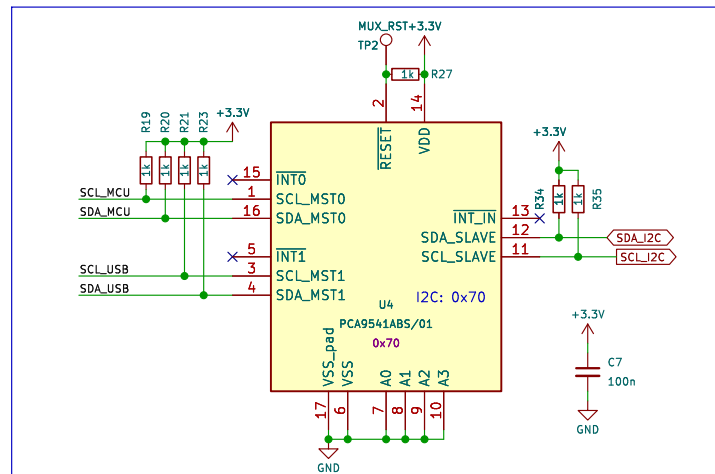 MUX_RST +3.3V
TP2
1k R27
2
14
RESET
VDD
R19
R20
R21
R23
+3.3V
1k
1k
1k
1k
+3.3V
15 INT0
SCL_MCU 1 SCL_MST0
SDA_MCU 16 SDA_MST0
5 INT1
SCL_USB 3 SCL_MST1
SDA_USB 4 SDA_MST1
R34
1k
1k
R35
INT_IN 13
SDA_SLAVE 12 SDA_I2C
SCL_SLAVE 11 SCL_I2C
I2C: 0x70
U4
PCA9541ABS/01
0x70
VSS_pad
VSS
A0
A1
A2
A3
17
6
7
8
9
10
GND
+3.3V
C7
100n
GND